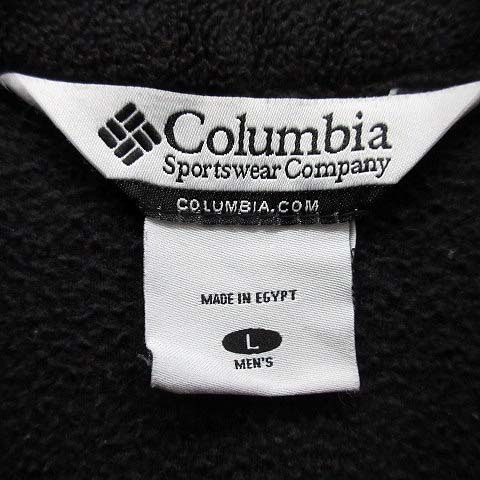 Columbia
Sportswear Company
COLUMBIA.COM
MADE IN EGYPT
L
MEN'S